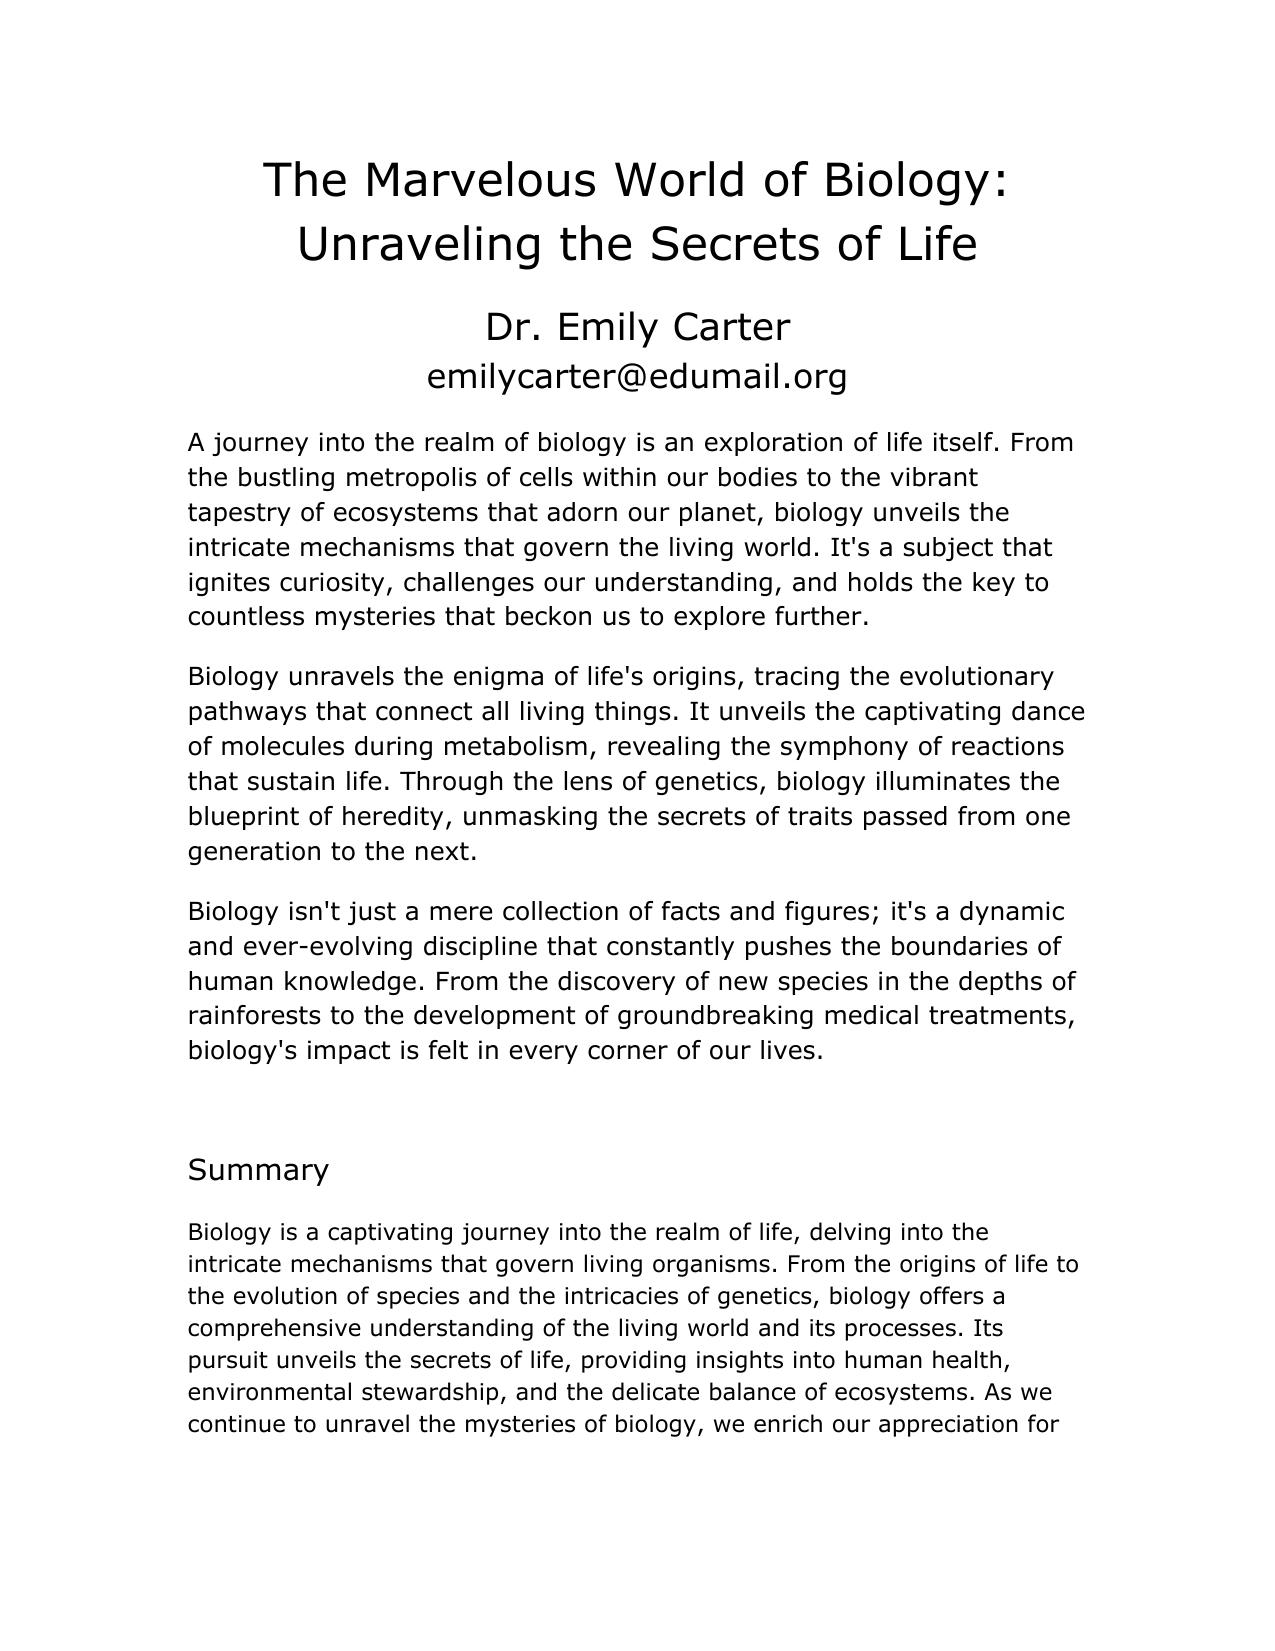 The Marvelous World of Biology:
Unraveling the Secrets of Life
Dr. Emily Carter
emilycarter@edumail.org
A journey into the realm of biology is an exploration of life itself. From
the bustling metropolis of cells within our bodies to the vibrant
tapestry of ecosystems that adorn our planet, biology unveils the
intricate mechanisms that govern the living world. It's a subject that
ignites curiosity, challenges our understanding, and holds the key to
countless mysteries that beckon us to explore further.
Biology unravels the enigma of life's origins, tracing the evolutionary
pathways that connect all living things. It unveils the captivating dance
of molecules during metabolism, revealing the symphony of reactions
that sustain life. Through the lens of genetics, biology illuminates the
blueprint of heredity, unmasking the secrets of traits passed from one
generation to the next.
Biology isn't just a mere collection of facts and figures; it's a dynamic
and ever-evolving discipline that constantly pushes the boundaries of
human knowledge. From the discovery of new species in the depths of
rainforests to the development of groundbreaking medical treatments,
biology's impact is felt in every corner of our lives.
Summary
Biology is a captivating journey into the realm of life, delving into the
intricate mechanisms that govern living organisms. From the origins of life to
the evolution of species and the intricacies of genetics, biology offers a
comprehensive understanding of the living world and its processes. Its
pursuit unveils the secrets of life, providing insights into human health,
environmental stewardship, and the delicate balance of ecosystems. As we
continue to unravel the mysteries of biology, we enrich our appreciation for